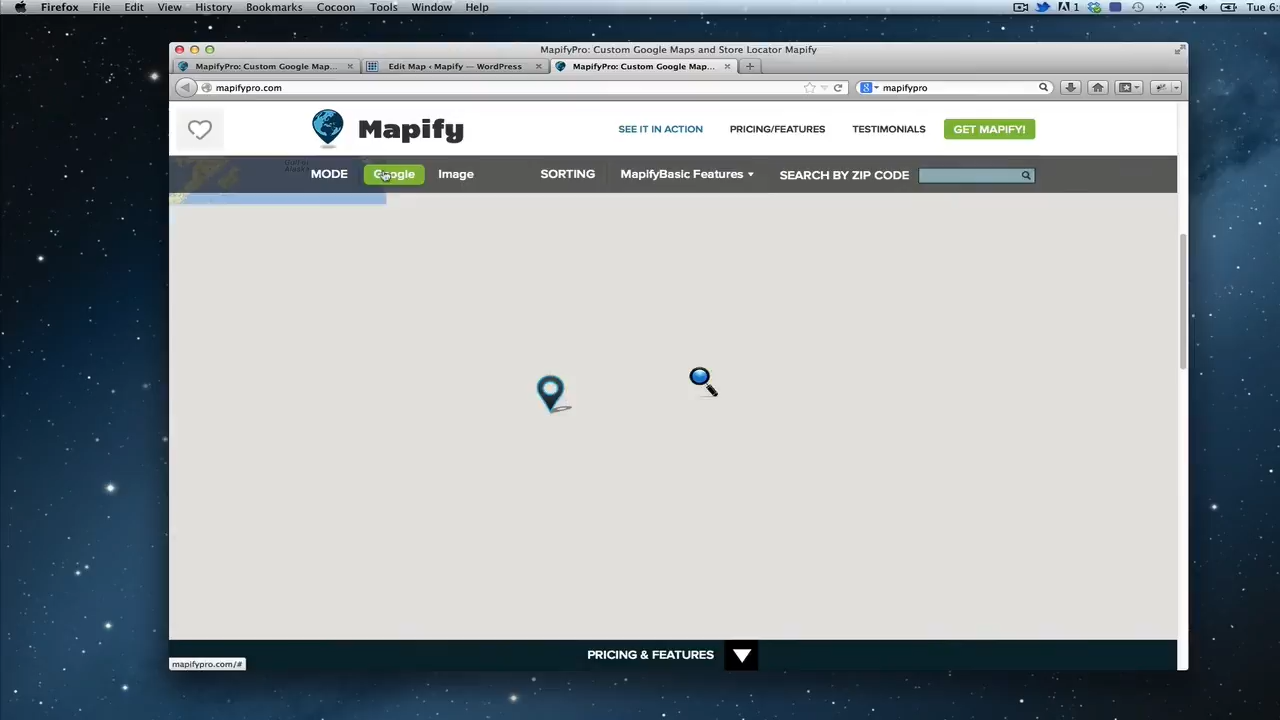 Firefox File Edit View History Bookmarks Cocoon Tools Window Help 1 Tue 6:
MapifyPro: Custom Google Maps and Store Locator Mapify
MapifyPro: Custom Google Map... Edit Map ‹ Mapify — WordPress MapifyPro: Custom Google Map...
mapifypro.com mapifypro
Mapify SEE IT IN ACTION PRICING/FEATURES TESTIMONIALS GET MAPIFY!
MODE Google Image SORTING MapifyBasic Features SEARCH BY ZIP CODE
PRICING & FEATURES
mapifypro.com/#